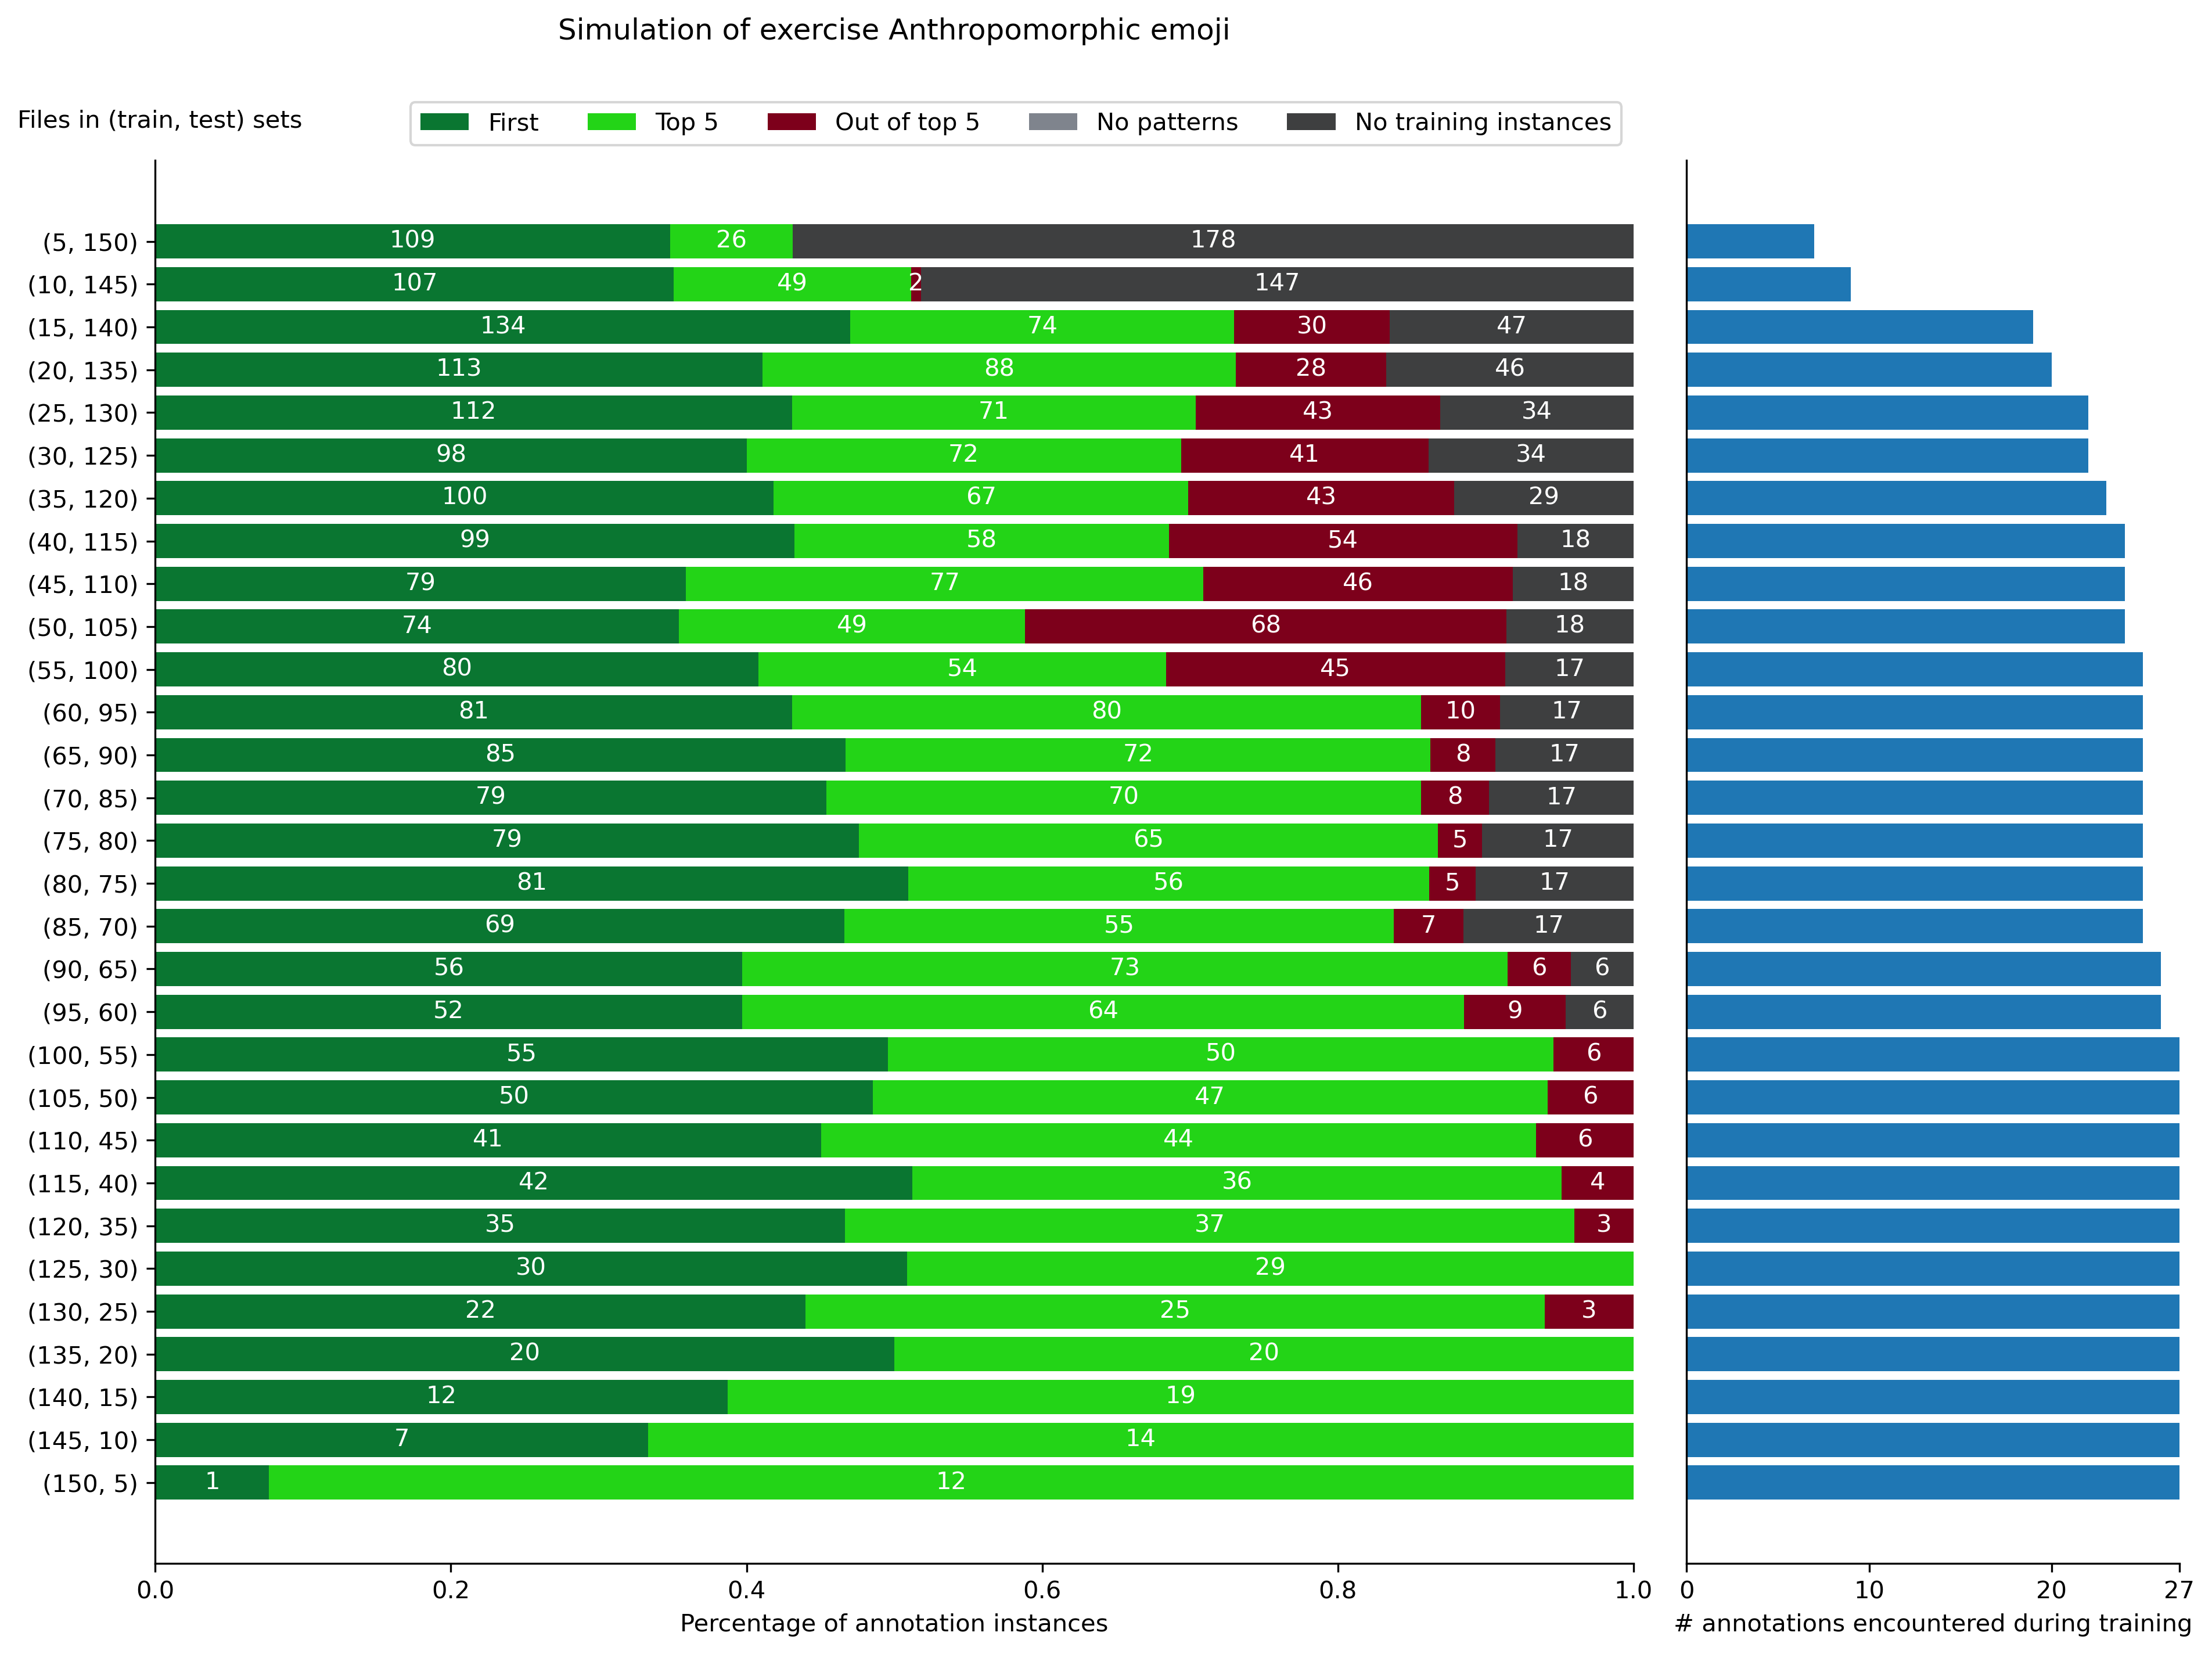 Simulation of exercise Anthropomorphic emoji
Files in (train, test) sets
First Top 5 Out of top 5 No patterns No training instances
(5, 150) 109 26 178
(10, 145) 107 49 2 147
(15, 140) 134 74 30 47
(20, 135) 113 88 28 46
(25, 130) 112 71 43 34
(30, 125) 98 72 41 34
(35, 120) 100 67 43 29
(40, 115) 99 58 54 18
(45, 110) 79 77 46 18
(50, 105) 74 49 68 18
(55, 100) 80 54 45 17
(60, 95) 81 80 10 17
(65, 90) 85 72 8 17
(70, 85) 79 70 8 17
(75, 80) 79 65 5 17
(80, 75) 81 56 5 17
(85, 70) 69 55 7 17
(90, 65) 56 73 6 6
(95, 60) 52 64 9 6
(100, 55) 55 50 6
(105, 50) 50 47 6
(110, 45) 41 44 6
(115, 40) 42 36 4
(120, 35) 35 37 3
(125, 30) 30 29
(130, 25) 22 25 3
(135, 20) 20 20
(140, 15) 12 19
(145, 10) 7 14
(150, 5) 1 12
0.0 0.2 0.4 0.6 0.8 1.0 0 10 20 27
Percentage of annotation instances # annotations encountered during training